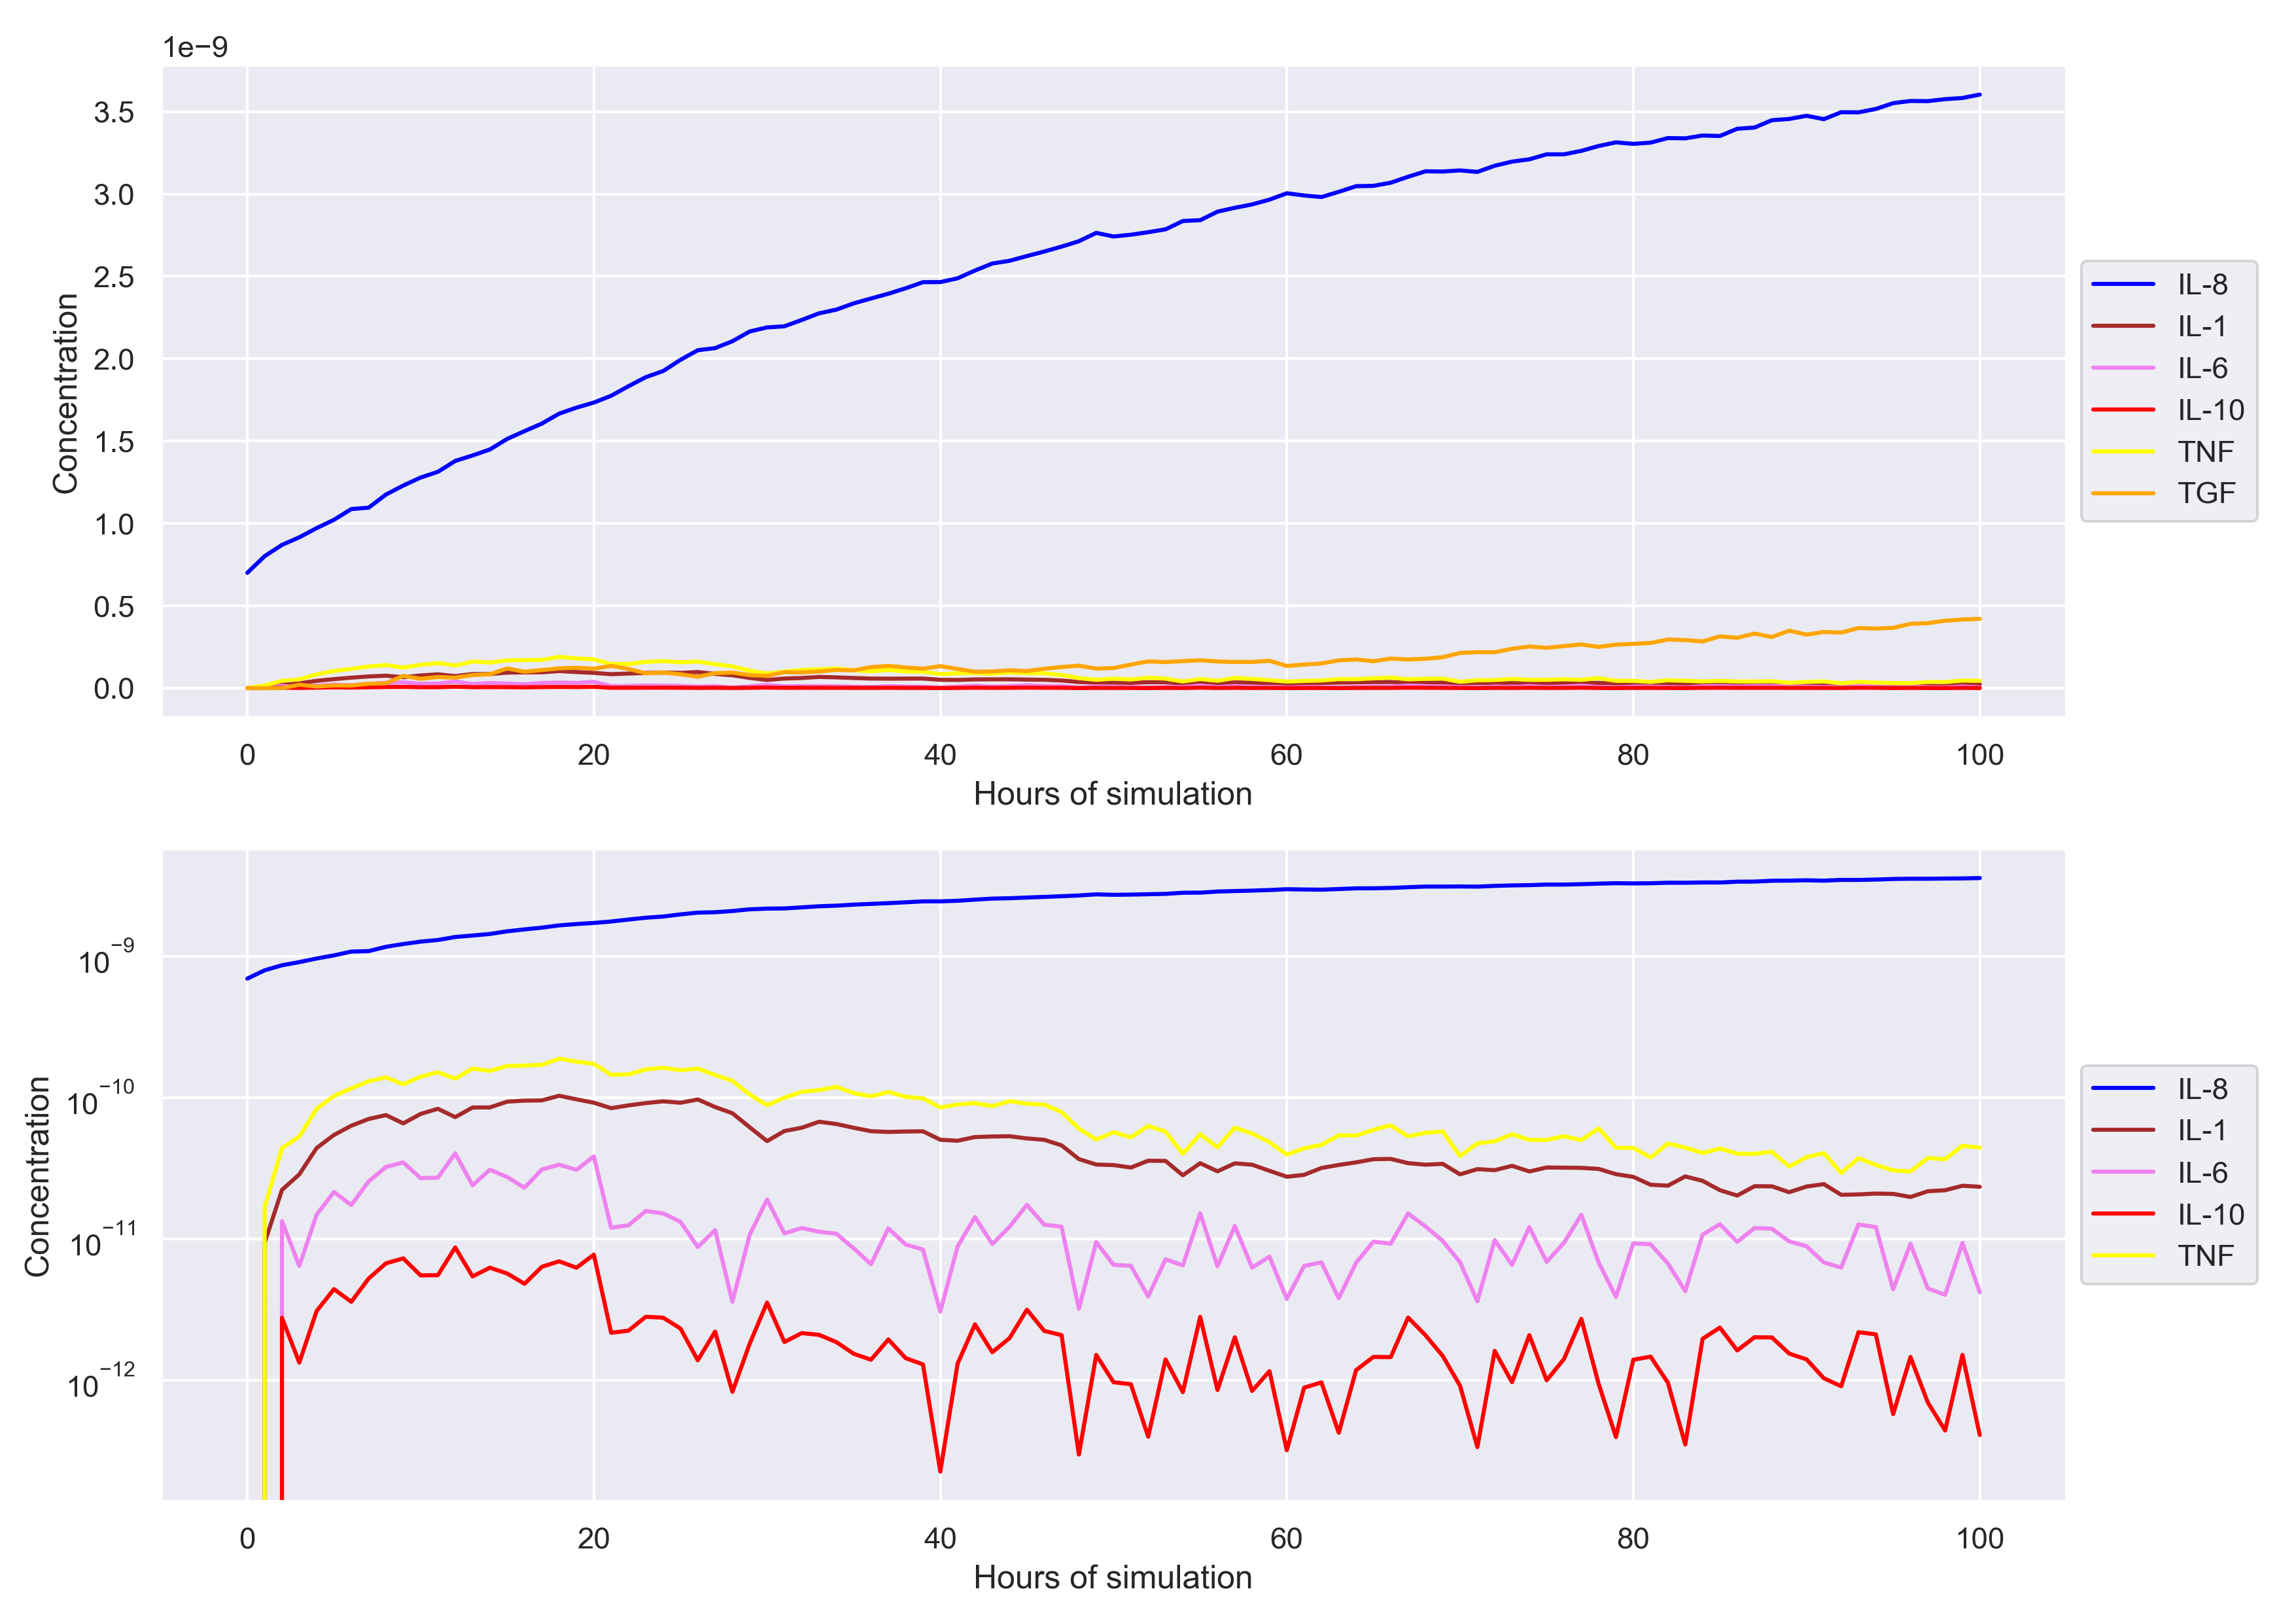 1e−9
3.5
3.0
2.5
2.0
1.5
1.0
0.5
0.0
Concentration
0 20 40 60 80 100
Hours of simulation
IL-8
IL-1
IL-6
IL-10
TNF
TGF
10−9
10−10
10−11
10−12
Concentration
0 20 40 60 80 100
Hours of simulation
IL-8
IL-1
IL-6
IL-10
TNF